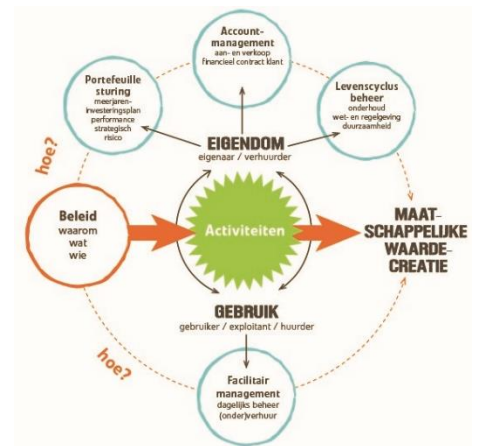 Account-
management
aan- en verkoop
financieel contract klant
Portefeuille
sturing
meerjaren-
investeringsplan
performance
strategisch
risico
Levenscyclus
beheer
onderhoud
wet- en regelgeving
duurzaamheid
hoe?
EIGENDOM
eigenaar / verhuurder
Beleid
waarom
wat
wie
Activiteiten
MAAT-
SCHAPPELIJKE
WAARDE-
CREATIE
GEBRUIK
gebruiker / exploitant / huurder
hoe?
Facilitair
management
dagelijks beheer
(onder)verhuur